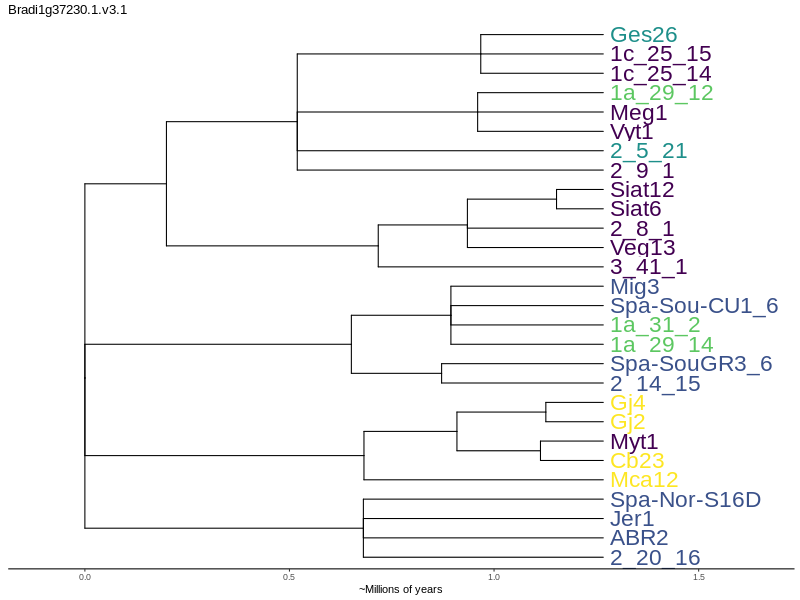 Bradi1g37230.1.v3.1
Ges26
1c_25_15
1c_25_14
1a_29_12
Meg1
Vyt1
2_5_21
2_9_1
Siat12
Siat6
2_8_1
Veq13
3_41_1
Mig3
Spa-Sou-CU1_6
1a_31_2
1a_29_14
Spa-SouGR3_6
2_14_15
Gj4
Gj2
Myt1
Cb23
Mca12
Spa-Nor-S16D
Jer1
ABR2
2_20_16
0.0 0.5 1.0 1.5
~Millions of years